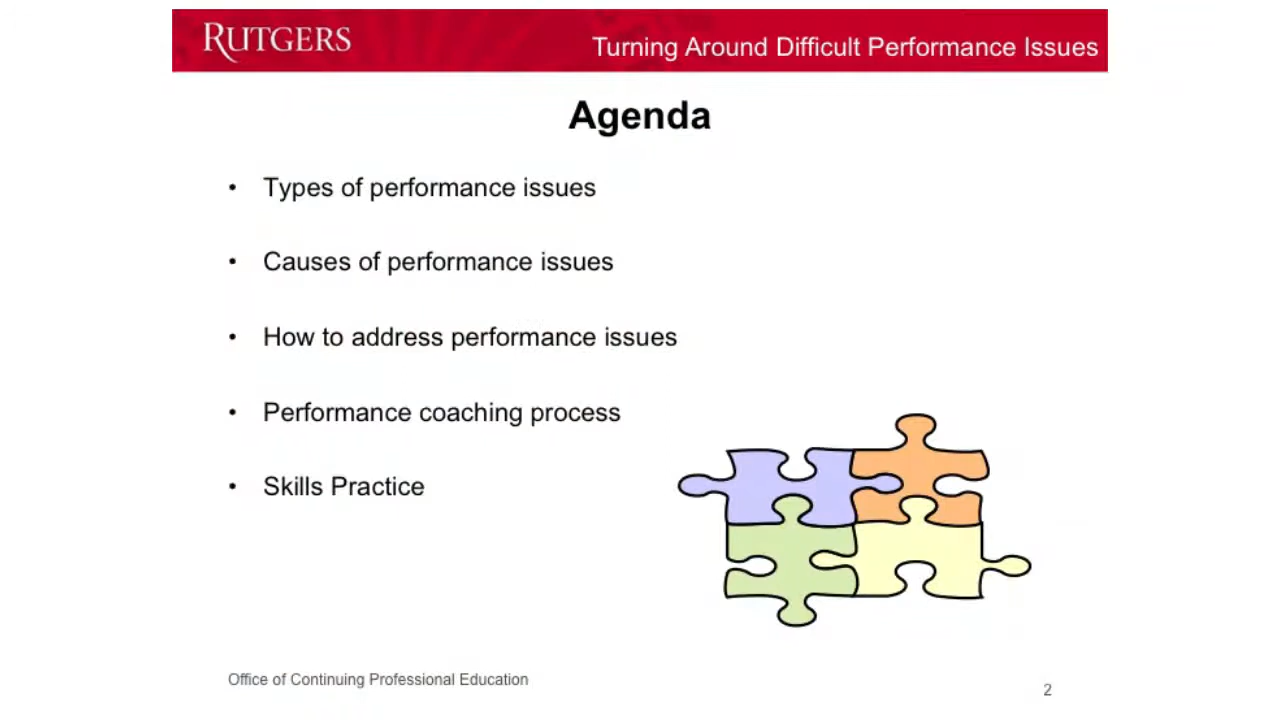 RUTGERS
Turning Around Difficult Performance Issues
Agenda
• Types of performance issues
• Causes of performance issues
• How to address performance issues
• Performance coaching process
• Skills Practice
Office of Continuing Professional Education
2